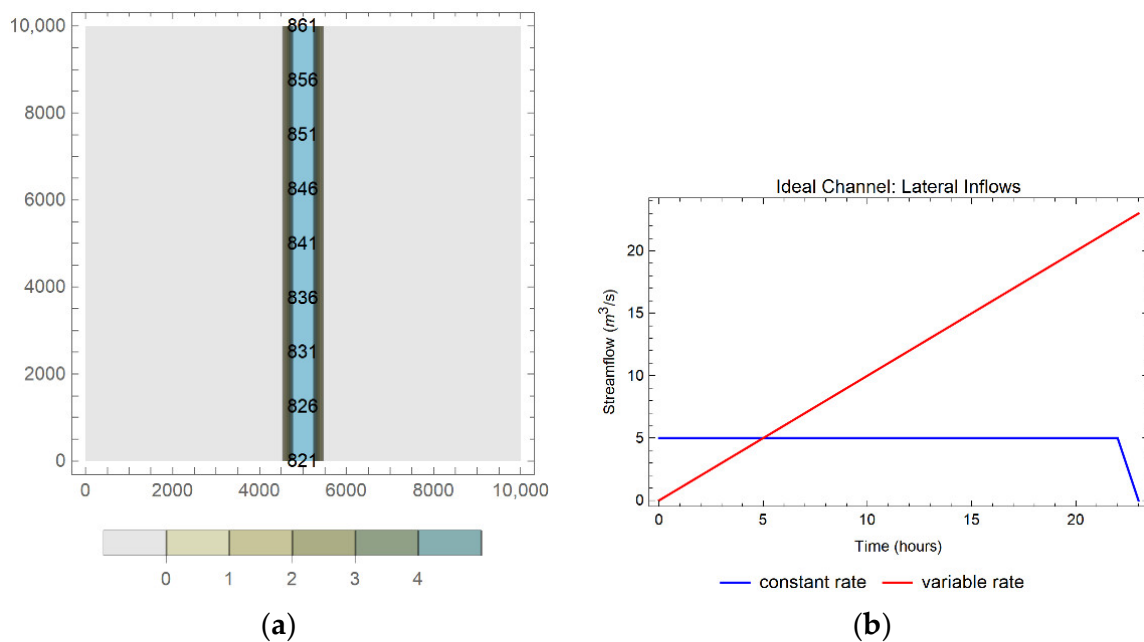 10,000
8000
6000
4000
2000
0
861
856
851
846
841
836
831
826
821
0 2000 4000 6000 8000 10,000
0 1 2 3 4
(a)
Ideal Channel: Lateral Inflows
Streamflow (m³/s)
20
15
10
5
0
0 5 10 15 20
Time (hours)
constant rate variable rate
(b)